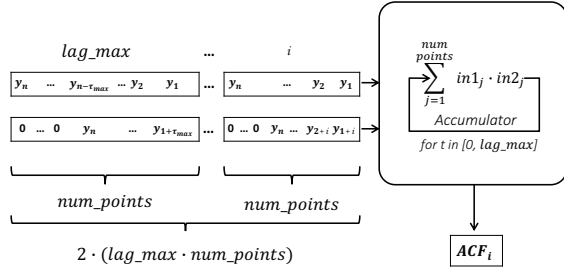 lag_max ... i
y_n ... y_{n-τ_max} ... y_2 y_1 ... y_n ... y_2 y_1
0 ... 0 y_n ... y_{1+τ_max} ... 0 ... 0 y_n ... y_{2+i} y_{1+i}
num_points num_points
2 · (lag_max · num_points)
num
points
∑ in1_j · in2_j
j=1
Accumulator
for t in [0, lag_max]
ACF_i